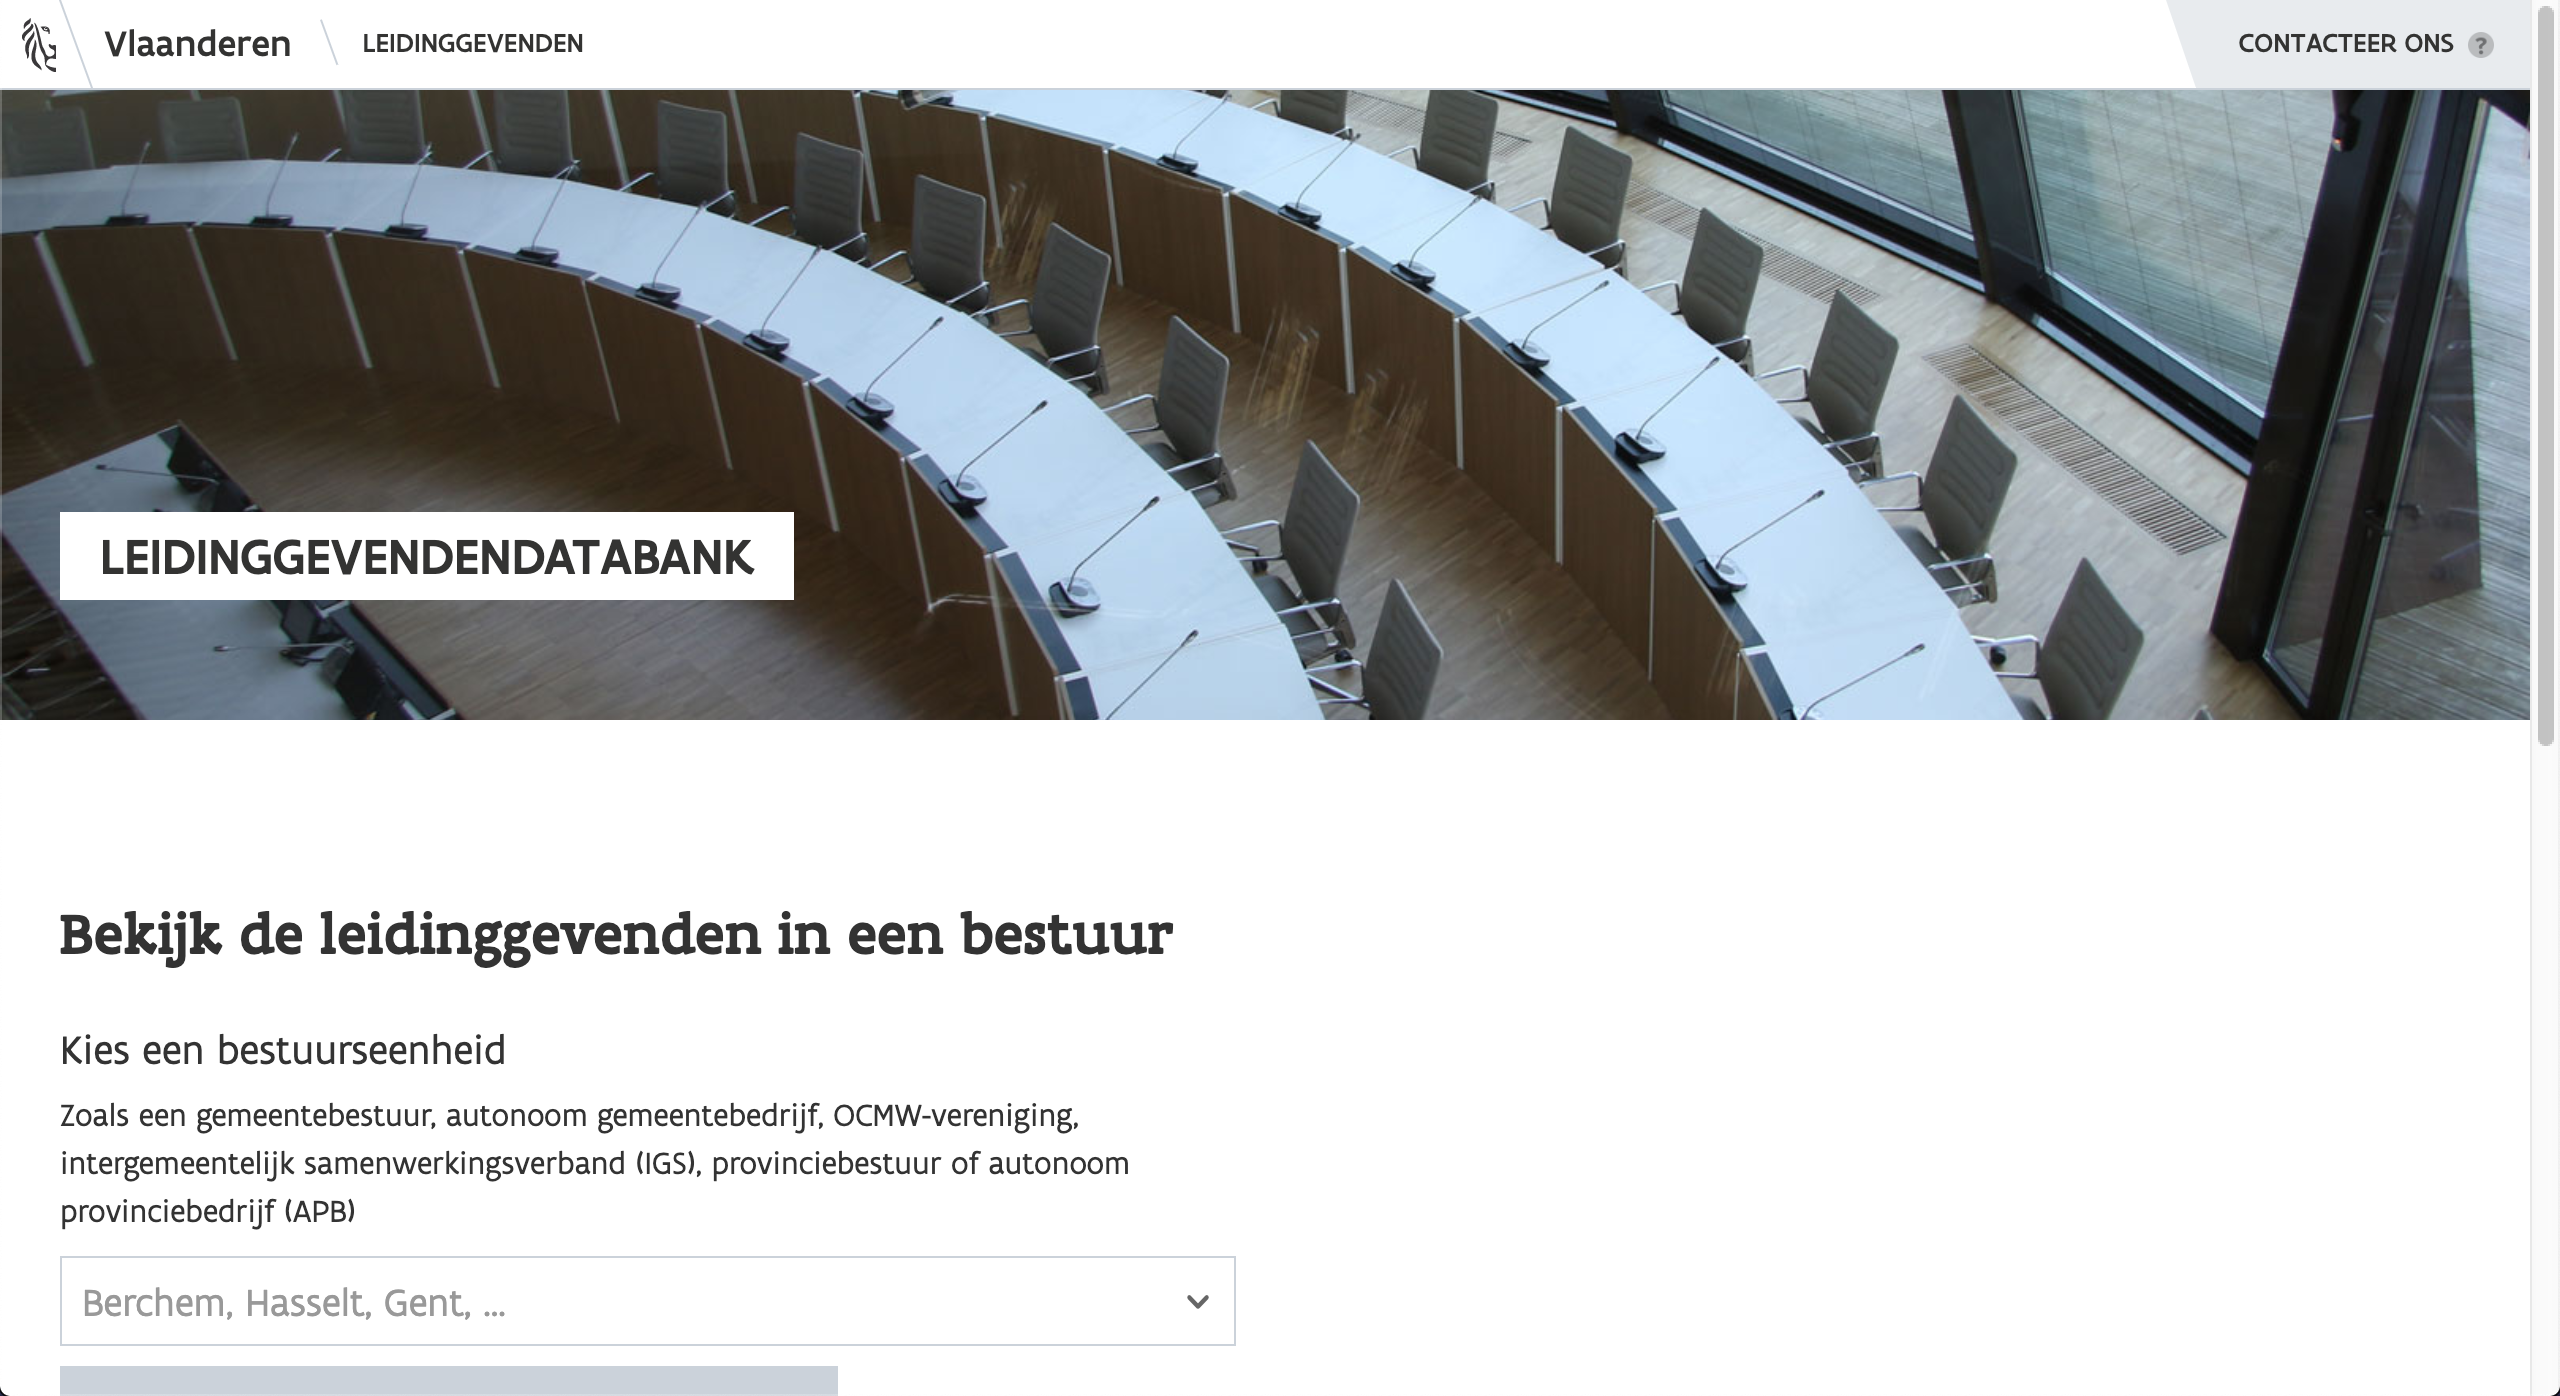 Vlaanderen
LEIDINGGEVENDEN
CONTACTEER ONS ?
LEIDINGGEVENDENDATABANK
Bekijk de leidinggevenden in een bestuur
Kies een bestuurseenheid
Zoals een gemeentebestuur, autonoom gemeentebedrijf, OCMW-vereniging,
intergemeentelijk samenwerkingsverband (IGS), provinciebestuur of autonoom
provinciebedrijf (APB)
Berchem, Hasselt, Gent, ...